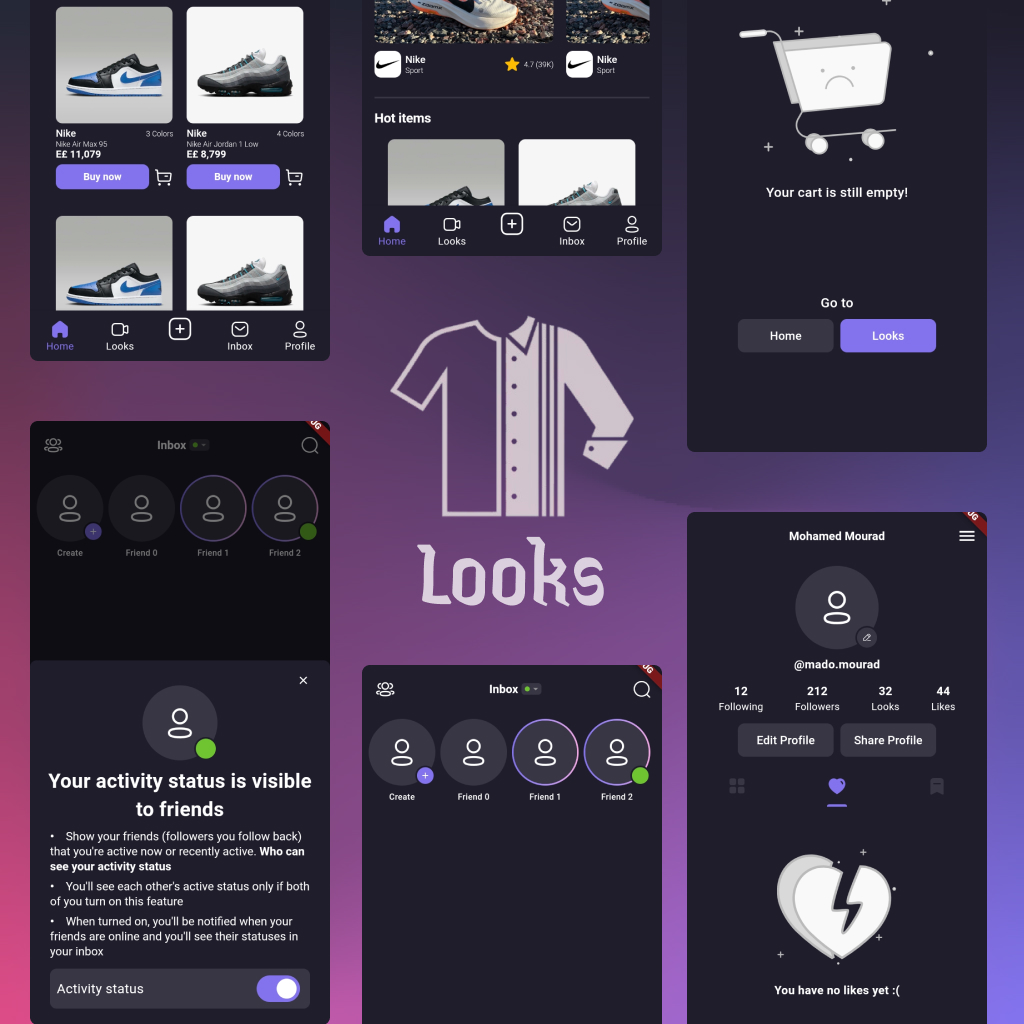 Nike
3 Colors
Nike Air Max 95
E£ 11,079
Buy now
Nike
4 Colors
Nike Air Jordan 1 Low
E£ 8,799
Buy now
Home
Looks
Inbox
Profile
Nike
Sport
4.7 (39K)
Nike
Sport
Hot items
Home
Looks
Inbox
Profile
Your cart is still empty!
Go to
Home
Looks
Looks
Inbox
Create
Friend 0
Friend 1
Friend 2
Your activity status is visible
to friends
• Show your friends (followers you follow back)
that you're active now or recently active. Who can
see your activity status
• You'll see each other's active status only if both
of you turn on this feature
• When turned on, you'll be notified when your
friends are online and you'll see their statuses in
your inbox
Activity status
Inbox
Create
Friend 0
Friend 1
Friend 2
Mohamed Mourad
@mado.mourad
12
Following
212
Followers
32
Looks
44
Likes
Edit Profile
Share Profile
You have no likes yet :(